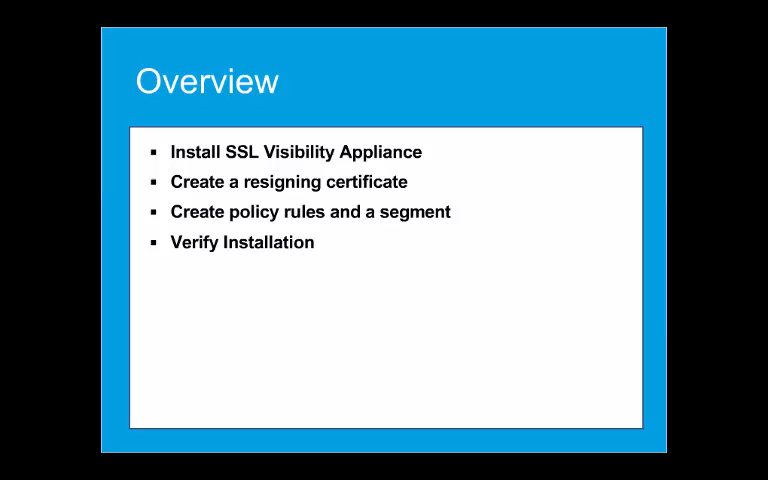 Overview
▪ Install SSL Visibility Appliance
▪ Create a resigning certificate
▪ Create policy rules and a segment
▪ Verify Installation